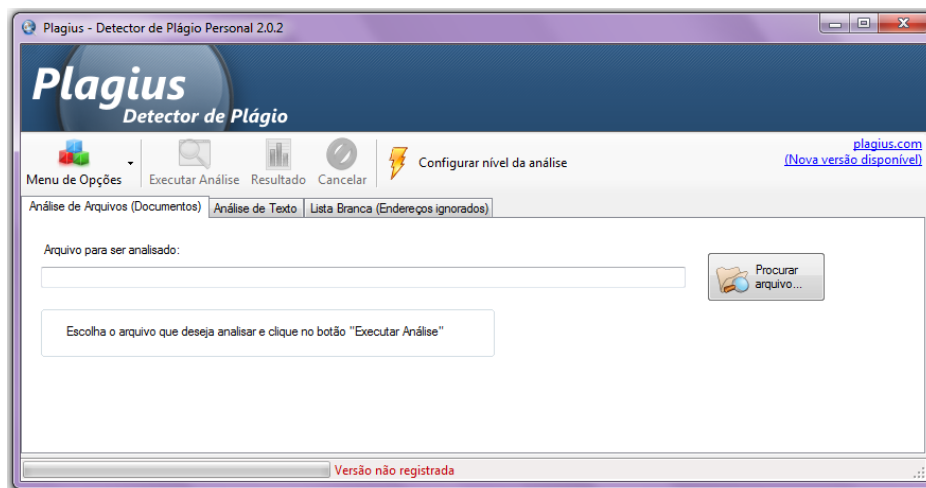 Plagius - Detector de Plágio Personal 2.0.2
Plagius
Detector de Plágio
Menu de Opções
Executar Análise
Resultado
Cancelar
Configurar nível da análise
plagius.com
(Nova versão disponível)
Análise de Arquivos (Documentos)
Análise de Texto
Lista Branca (Endereços ignorados)
Arquivo para ser analisado:
Procurar
arquivo...
Escolha o arquivo que deseja analisar e clique no botão "Executar Análise"
Versão não registrada